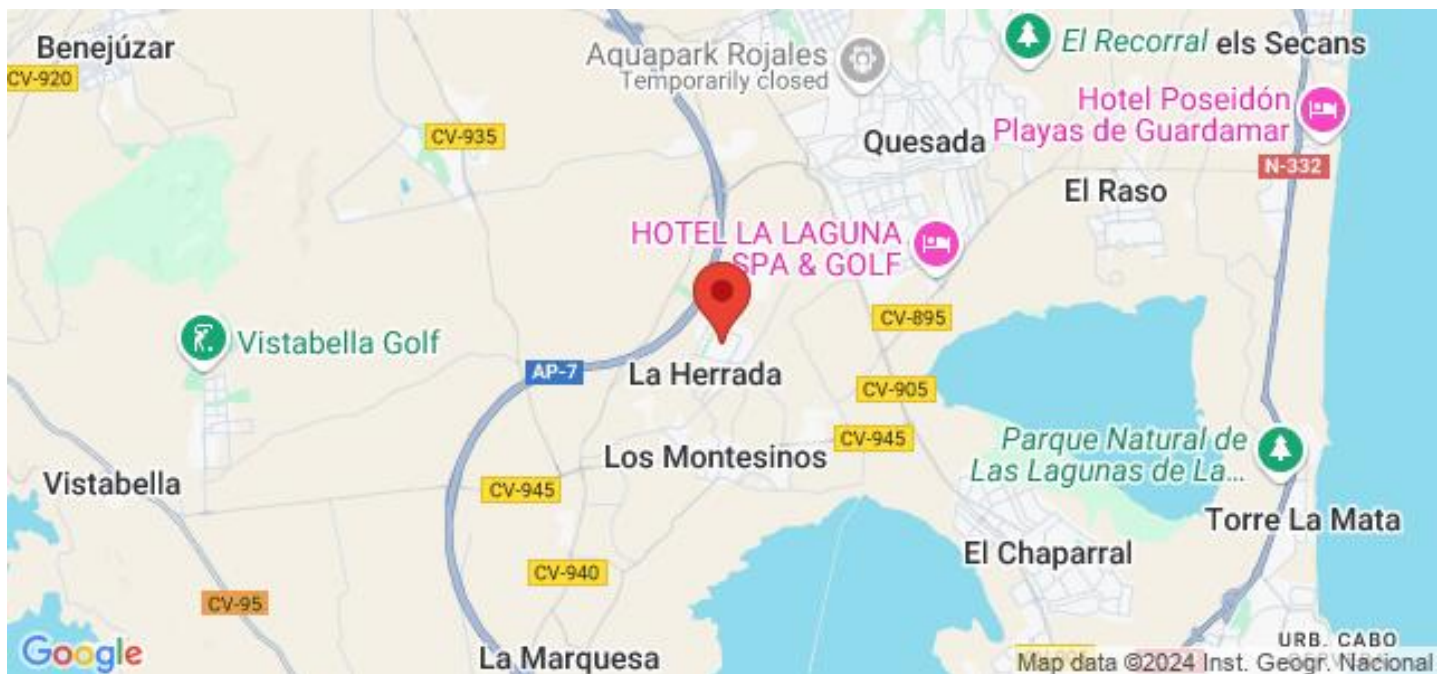 Benejúzar
CV-920
Aquapark Rojales
Temporarily closed
El Recorral
els Secans
Hotel Poseidón
Playas de Guardamar
CV-935
Quesada
N-332
El Raso
HOTEL LA LAGUNA
SPA & GOLF
CV-895
Vistabella Golf
AP-7
La Herrada
CV-905
CV-945
Parque Natural de
Las Lagunas de La...
Los Montesinos
Vistabella
CV-945
Torre La Mata
El Chaparral
CV-940
CV-95
Google
La Marquesa
URB. CABO
Map data ©2024 Inst. Geogr. Nacional